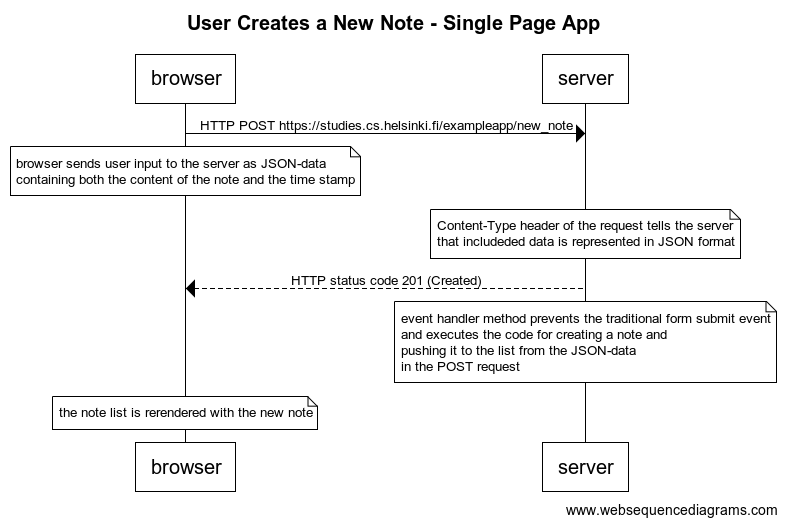 User Creates a New Note - Single Page App
browser
server
HTTP POST https://studies.cs.helsinki.fi/exampleapp/new_note
browser sends user input to the server as JSON-data
containing both the content of the note and the time stamp
Content-Type header of the request tells the server
that includeded data is represented in JSON format
HTTP status code 201 (Created)
event handler method prevents the traditional form submit event
and executes the code for creating a note and
pushing it to the list from the JSON-data
in the POST request
the note list is rerendered with the new note
browser
server
www.websequencediagrams.com